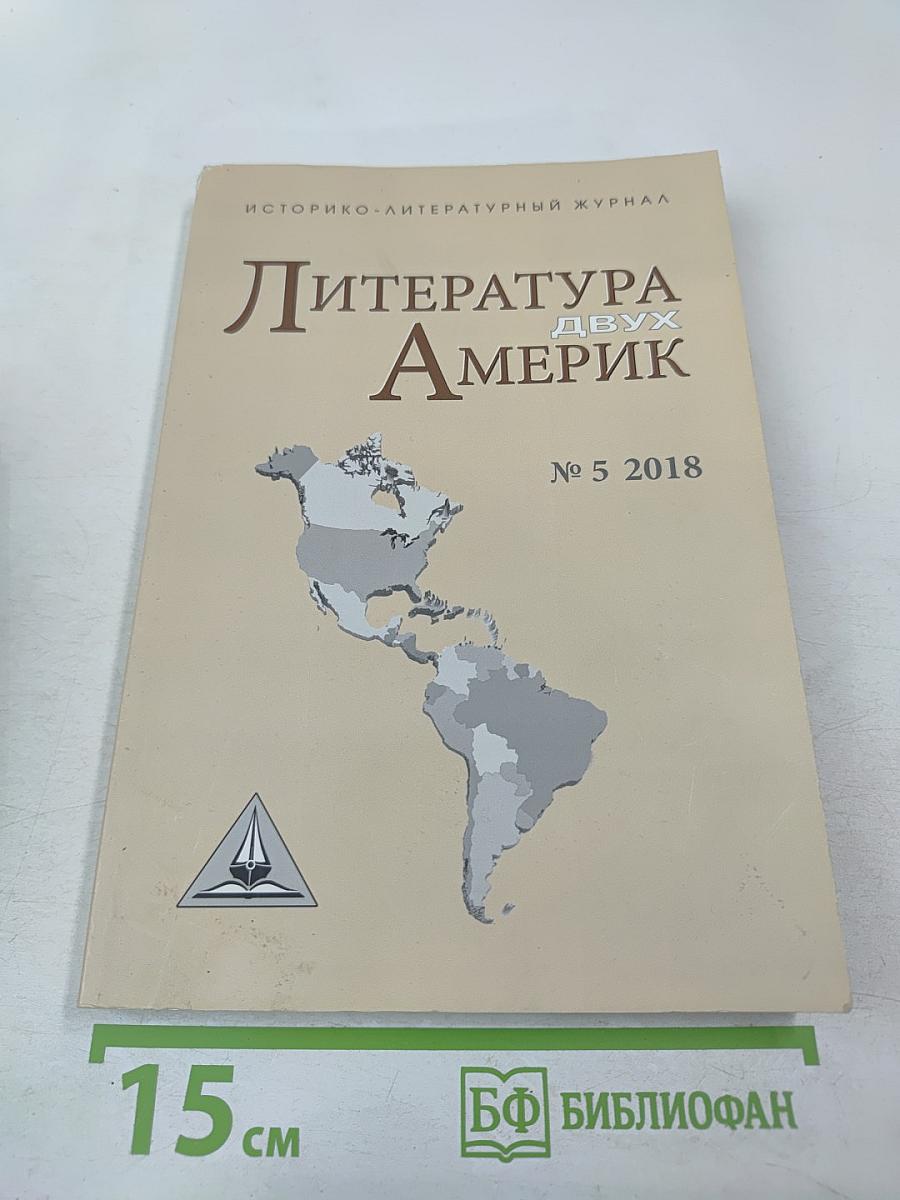 ИСТОРИКО-ЛИТЕРАТУРНЫЙ ЖУРНАЛ
ЛИТЕРАТУРА
ДВУХ
АМЕРИК
№ 5 2018
15 см
БФ БИБЛИОФАН